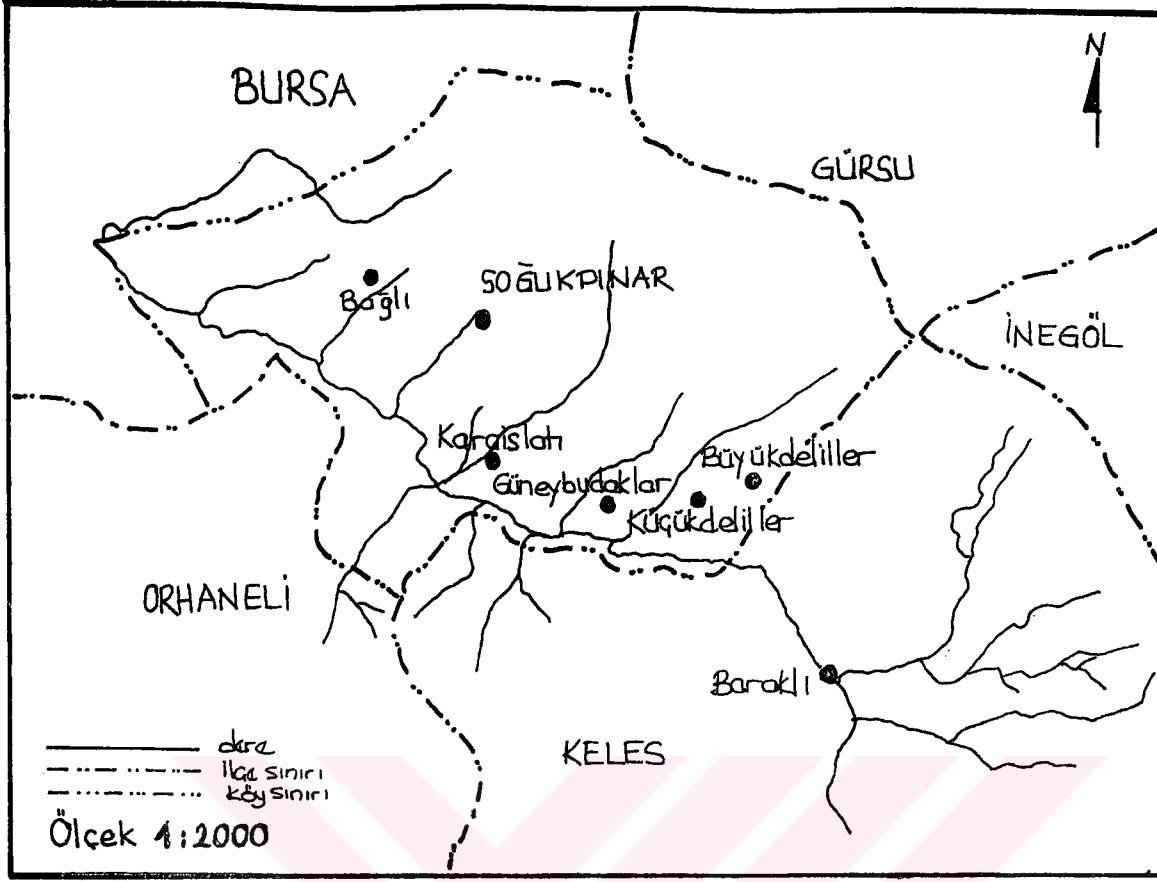 N
BURSA
GÜRSU
SOĞUKPINAR
Bağlı
İNEGÖL
Karaislah
Büyükdeliller
Güneybudaklar
Küçükdeliller
ORHANELİ
Baraklı
KELES
dere
ilçe sınırı
köy sınırı
Ölçek 1:2000